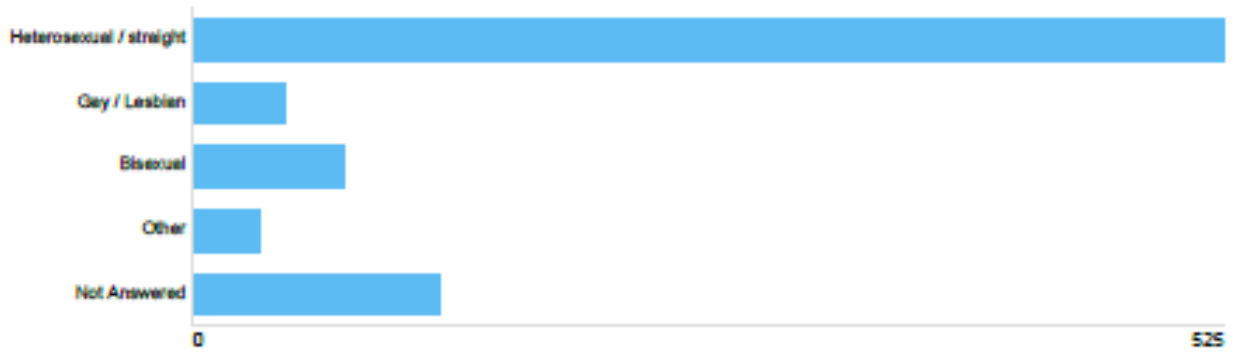 Heterosexual / straight
Gay / Lesbian
Bisexual
Other
Not Answered
0 525